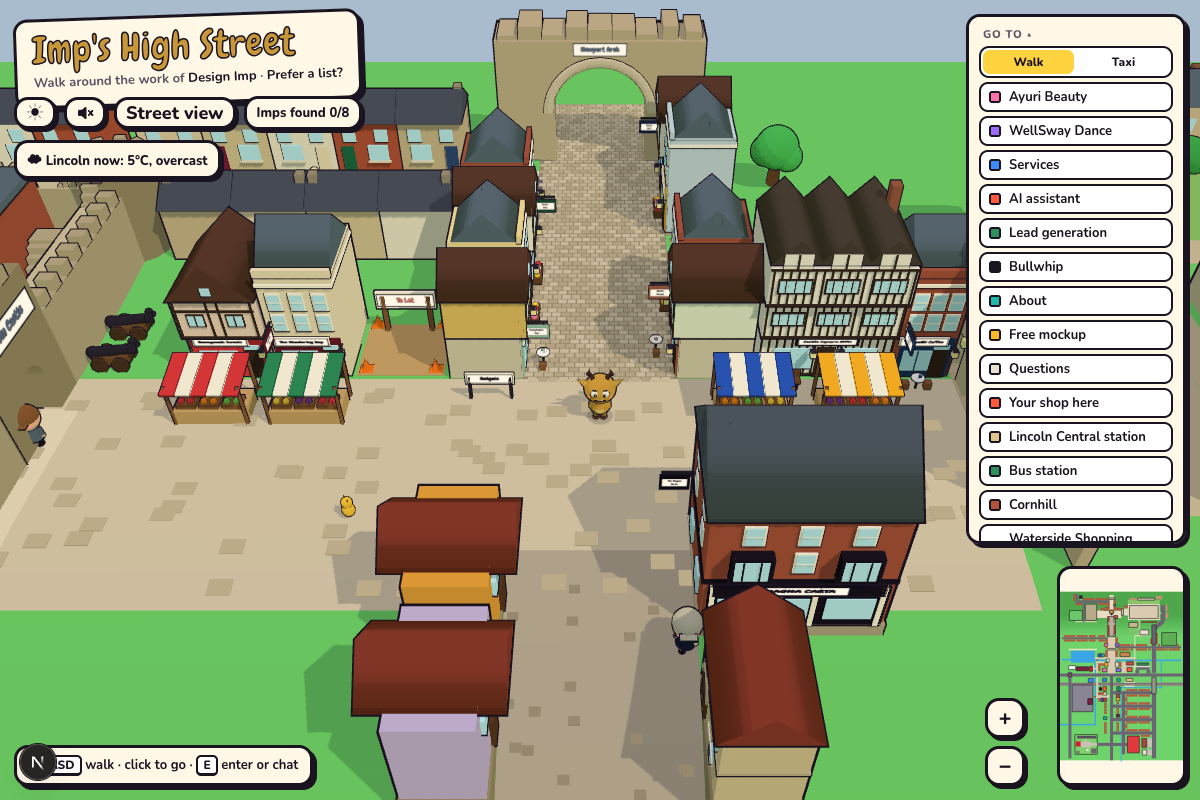 Imp's High Street
Walk around the work of Design Imp · Prefer a list?
Street view
Imps found 0/8
Lincoln now: 5°C, overcast
Newport Arch
To Let
GO TO
Walk
Taxi
Ayuri Beauty
WellSway Dance
Services
AI assistant
Lead generation
Bullwhip
About
Free mockup
Questions
Your shop here
Lincoln Central station
Bus station
Cornhill
Waterside Shopping
N
SD walk · click to go · E enter or chat
+
−